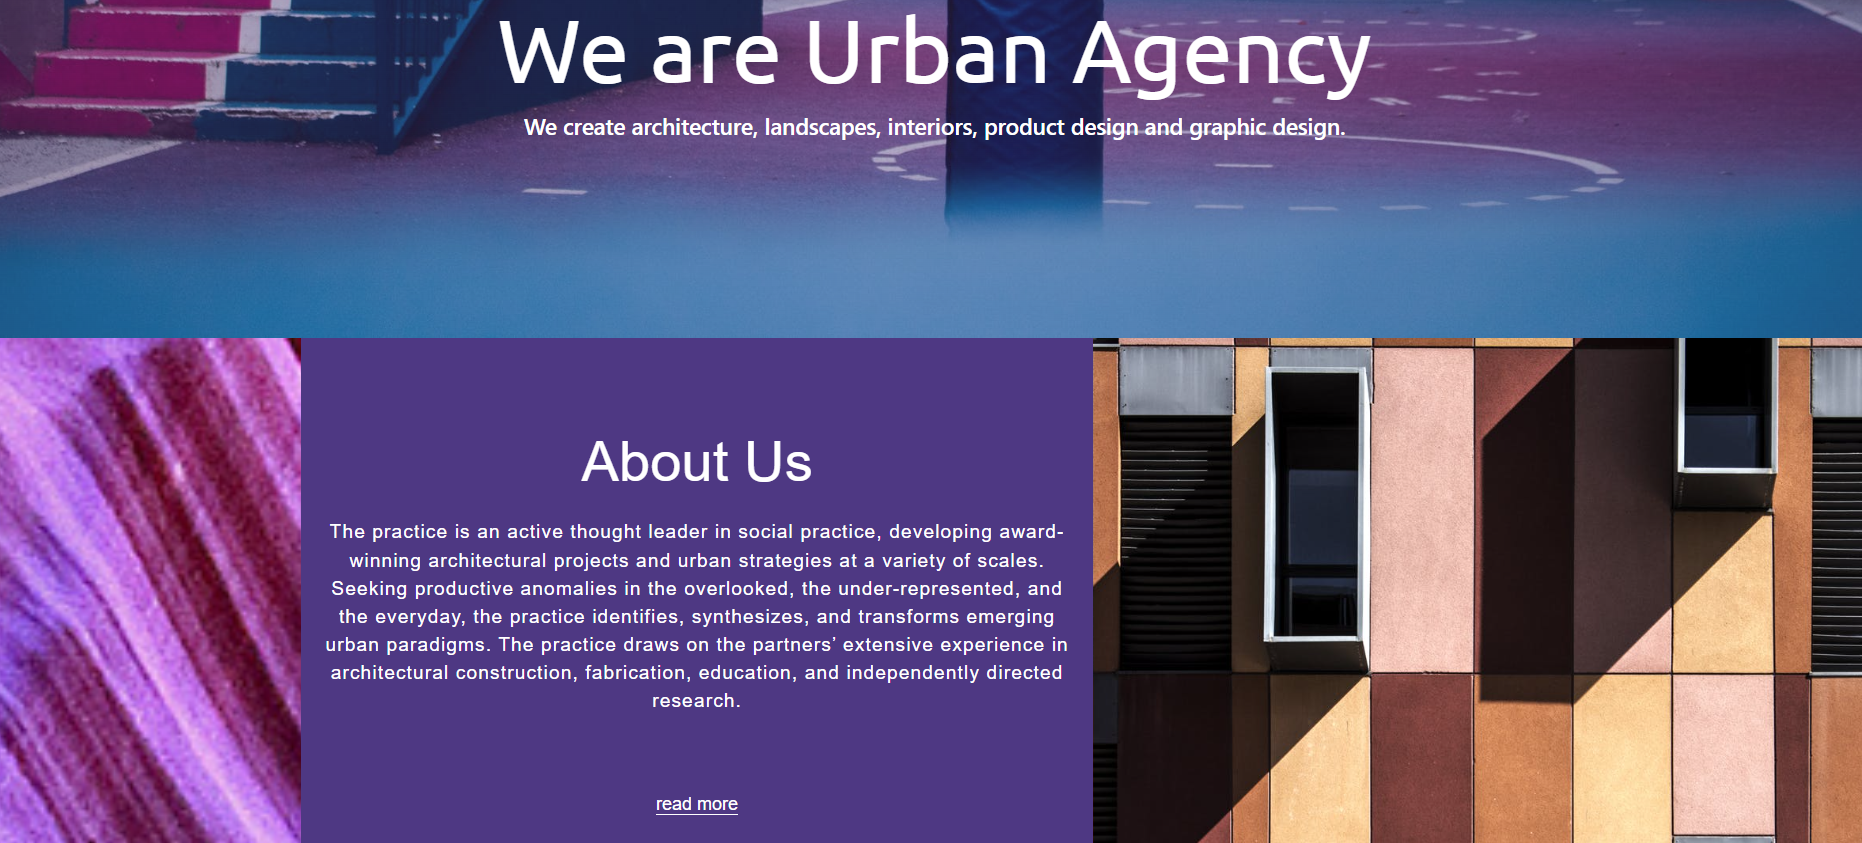 We are Urban Agency
We create architecture, landscapes, interiors, product design and graphic design.
About Us
The practice is an active thought leader in social practice, developing award-
winning architectural projects and urban strategies at a variety of scales.
Seeking productive anomalies in the overlooked, the under-represented, and
the everyday, the practice identifies, synthesizes, and transforms emerging
urban paradigms. The practice draws on the partners’ extensive experience in
architectural construction, fabrication, education, and independently directed
research.
read more